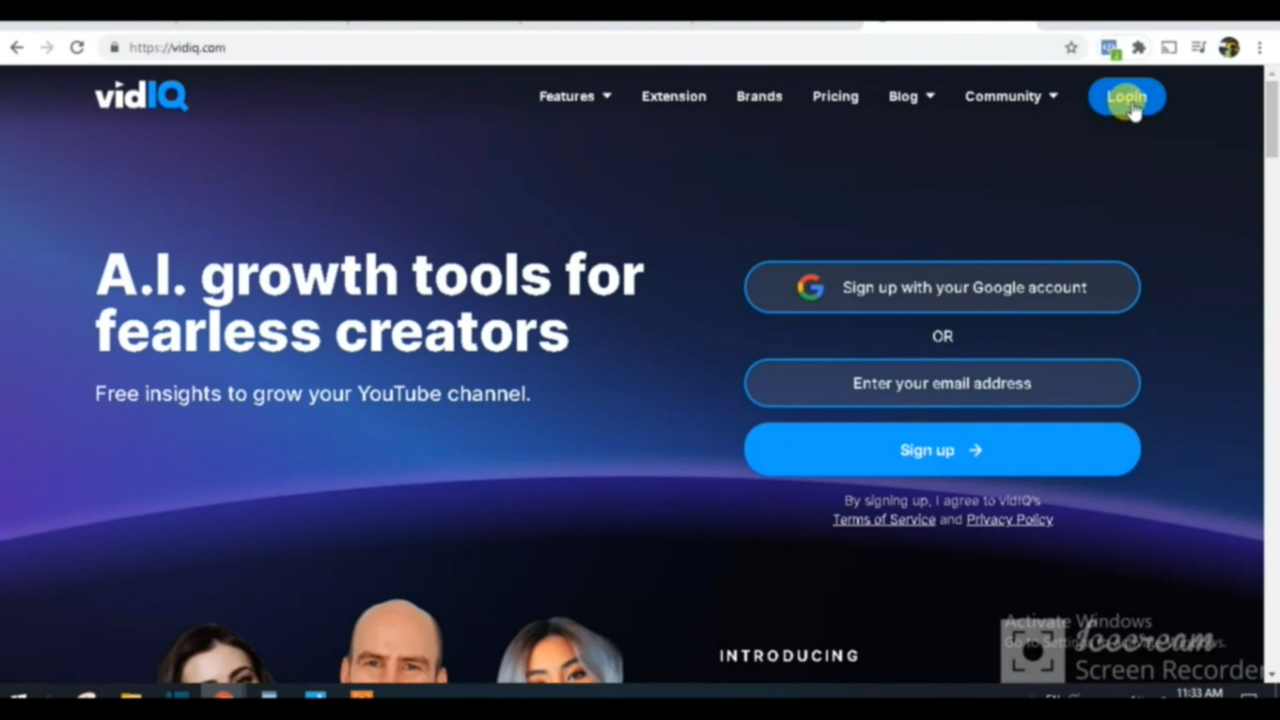 https://vidiq.com
vidIQ
Features
Extension
Brands
Pricing
Blog
Community
Login
A.I. growth tools for
fearless creators
Free insights to grow your YouTube channel.
Sign up with your Google account
OR
Enter your email address
Sign up
By signing up, I agree to vidIQ's
Terms of Service and Privacy Policy
INTRODUCING
Activate Windows
Icecream
Screen Recorder
11:33 AM